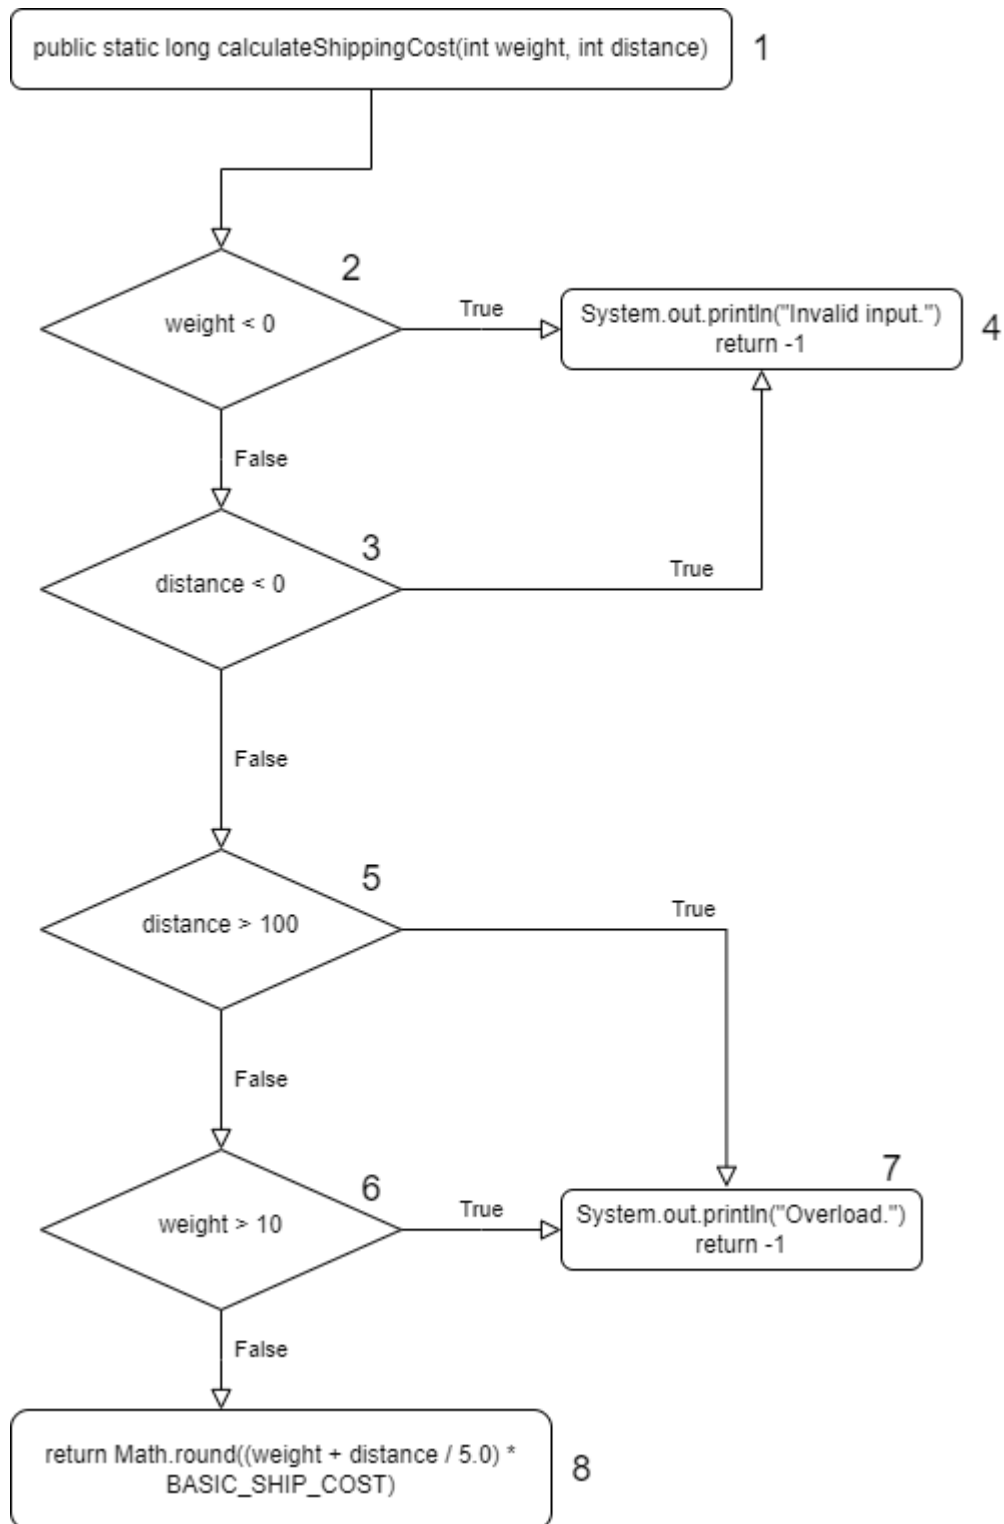 public static long calculateShippingCost(int weight, int distance)
1
2
weight < 0
True
System.out.println("Invalid input.")
return -1
4
False
3
distance < 0
True
False
5
distance > 100
True
False
6
weight > 10
True
7
System.out.println("Overload.")
return -1
False
return Math.round((weight + distance / 5.0) *
BASIC_SHIP_COST)
8